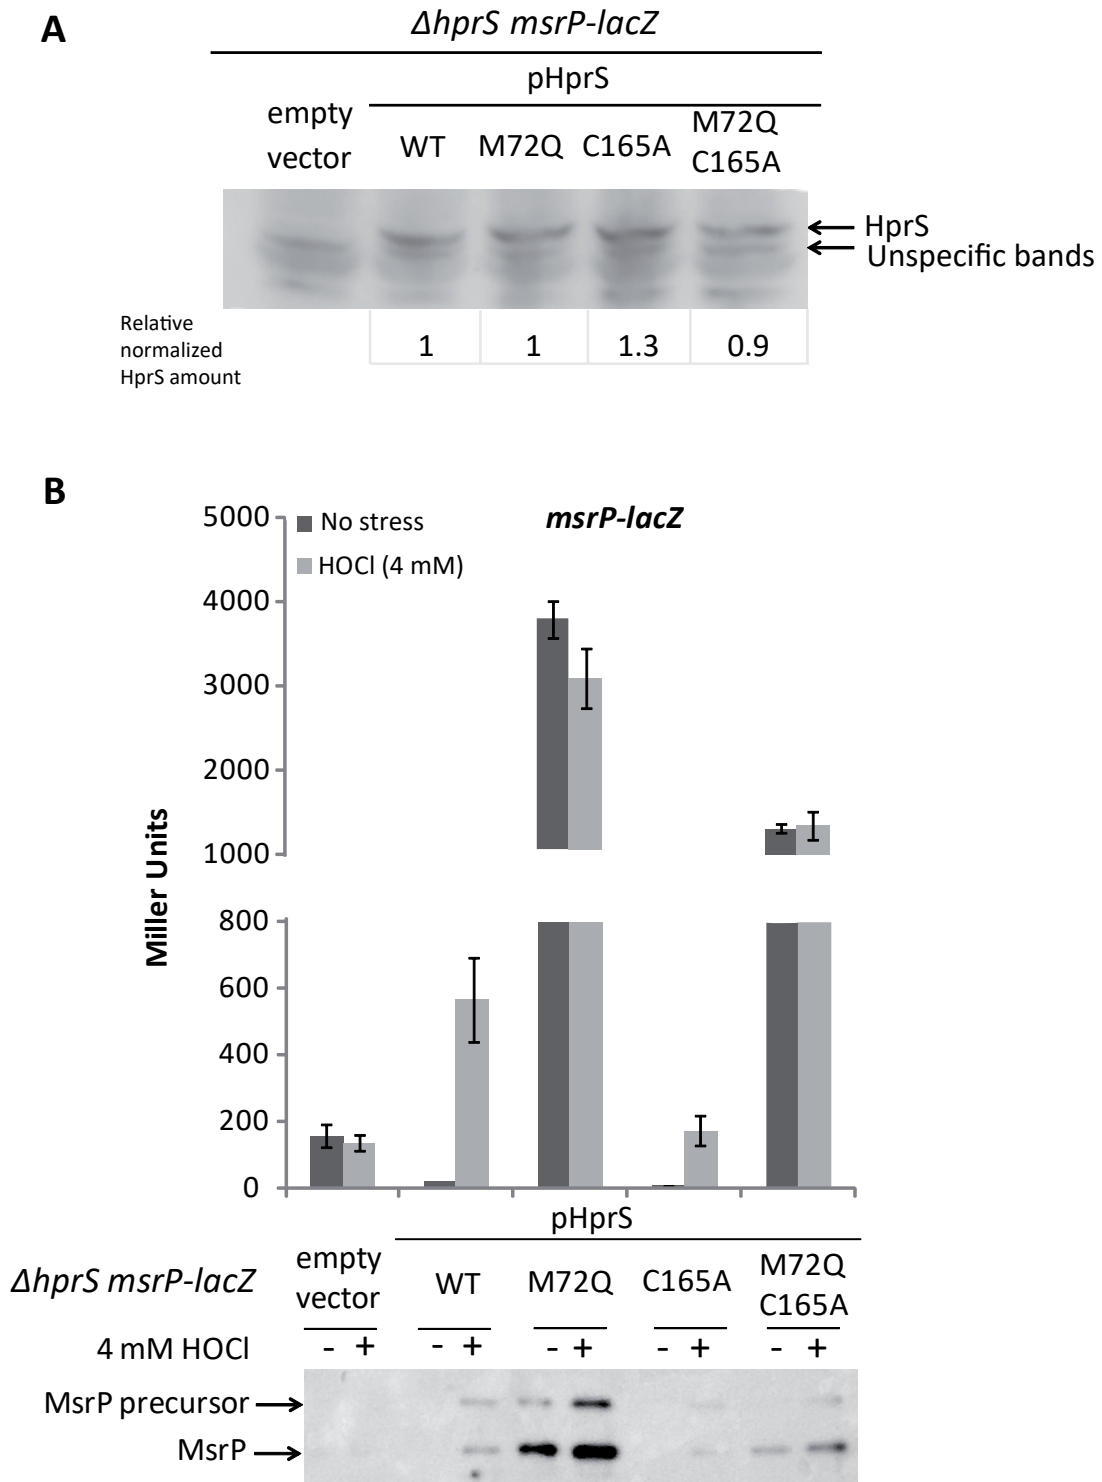 A
ΔhprS msrP-lacZ
pHprS
empty
vector
WT
M72Q
C165A
M72Q
C165A
HprS
Unspecific bands
Relative
normalized
HprS amount
1
1
1.3
0.9
B
msrP-lacZ
No stress
HOCl (4 mM)
Miller Units
5000
4000
3000
2000
1000
800
600
400
200
0
pHprS
ΔhprS msrP-lacZ
empty
vector
WT
M72Q
C165A
M72Q
C165A
4 mM HOCl
- + - + - + - + - +
MsrP precursor
MsrP